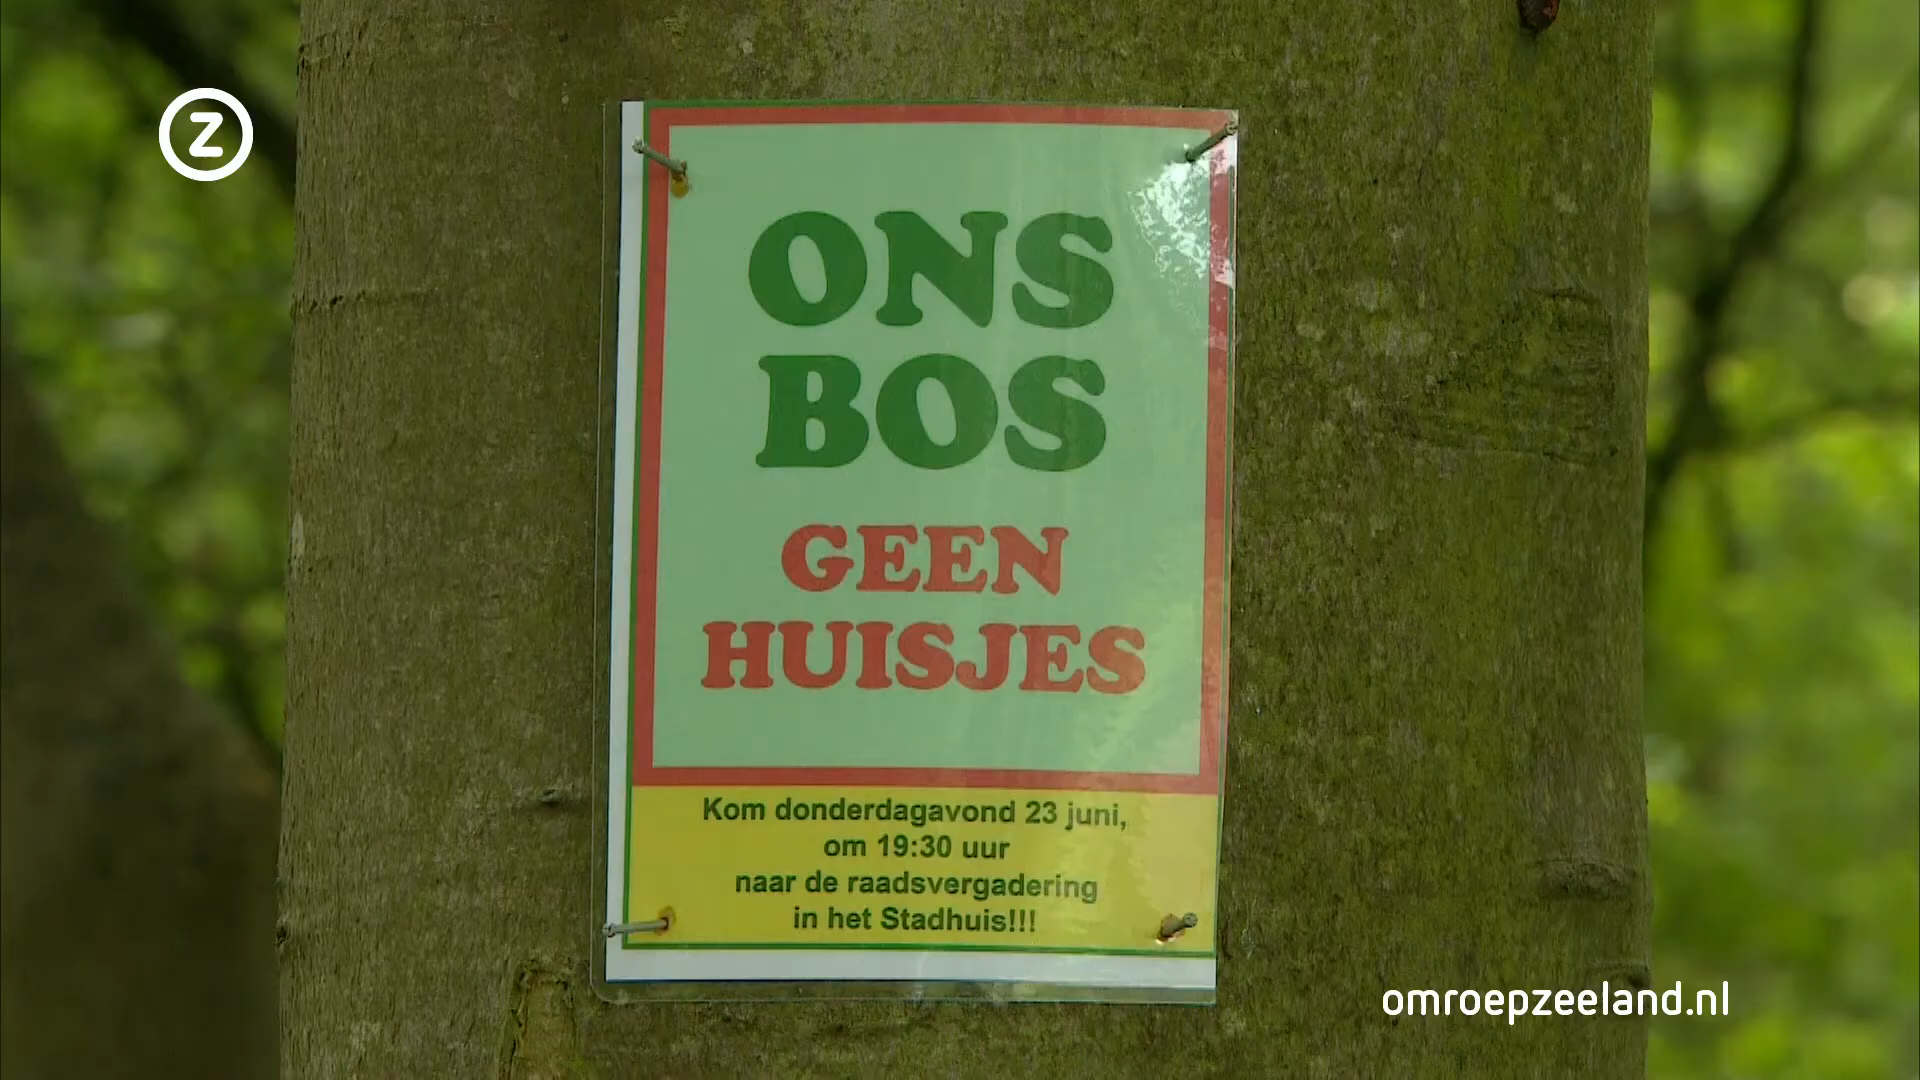 Z
ONS
BOS
GEEN
HUISJES
Kom donderdagavond 23 juni,
om 19:30 uur
naar de raadsvergadering
in het Stadhuis!!!
omroepzeeland.nl